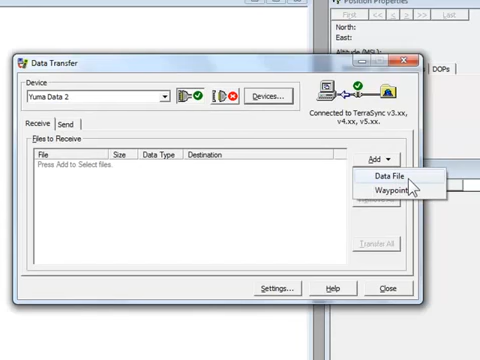 Position Properties
First << < > >> Last
North:
East:
Altitude (MSL):
DOPs
Data Transfer
Device
Yuma Data 2
Devices...
Connected to TerraSync v3.xx,
v4.xx, v5.xx.
Receive Send
Files to Receive
File Size Data Type Destination
Press Add to Select files.
Add
Data File
Waypoint
Transfer All
Settings... Help Close